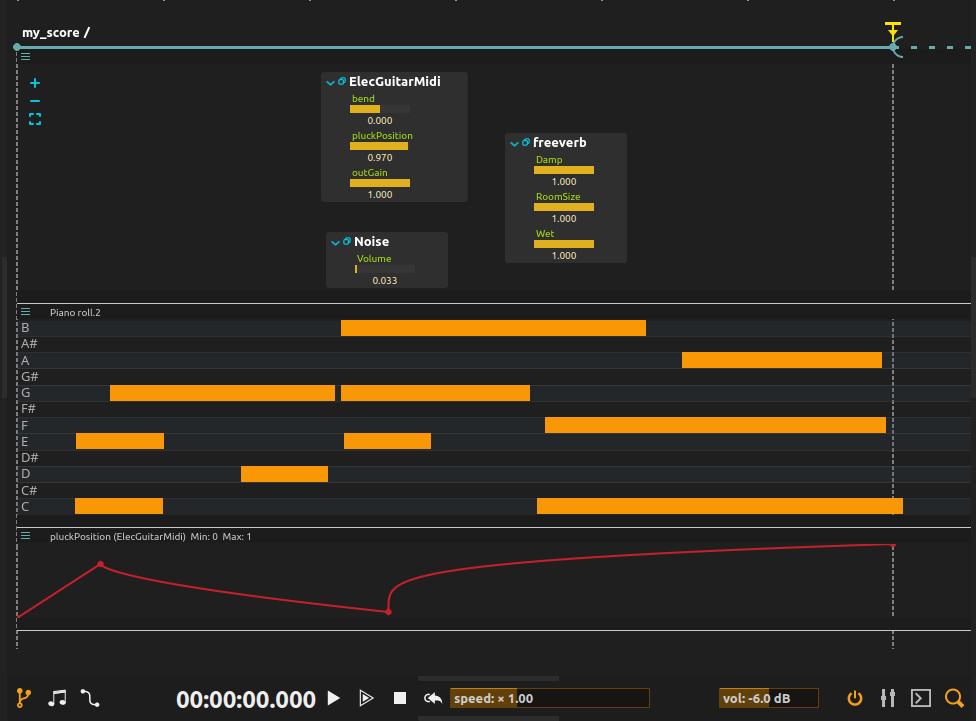 my_score /
ElecGuitarMidi
bend
0.000
pluckPosition
0.970
outGain
1.000
freeverb
Damp
1.000
RoomSize
1.000
Wet
1.000
Noise
Volume
0.033
Piano roll.2
B
A#
A
G#
G
F#
F
E
D#
D
C#
C
pluckPosition (ElecGuitarMidi) Min: 0 Max: 1
00:00:00.000 speed: × 1.00 vol: -6.0 dB